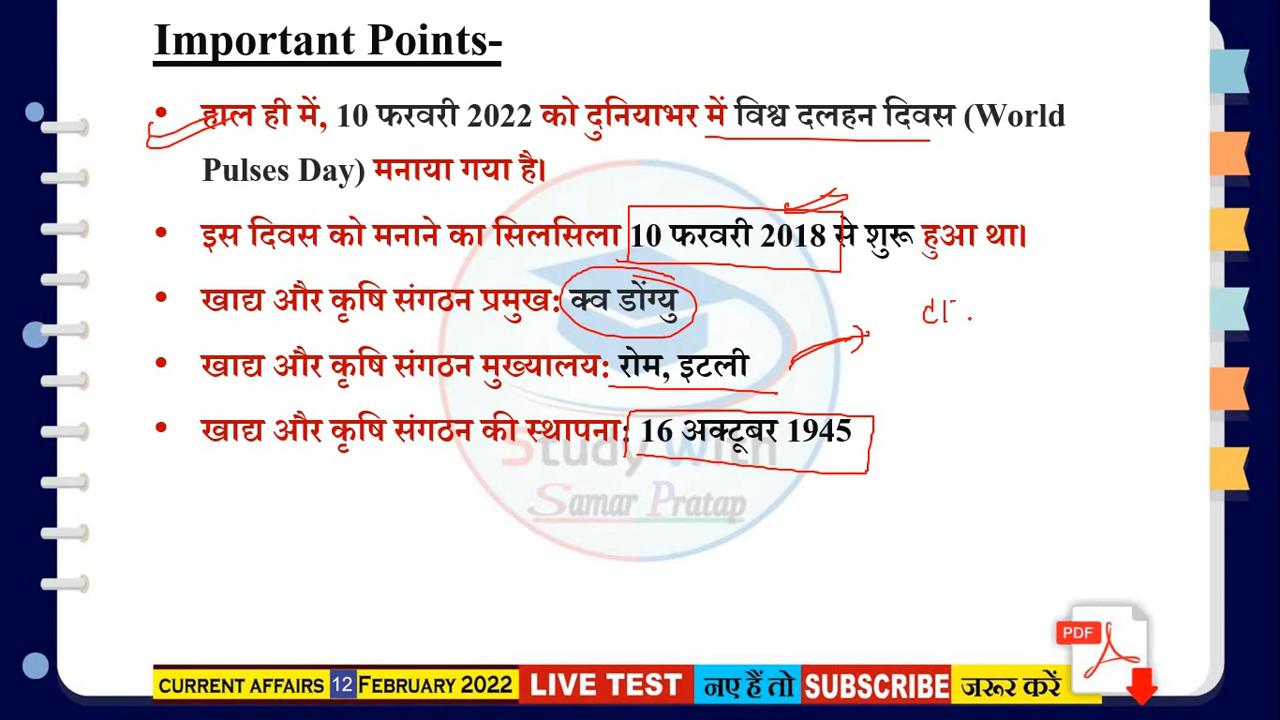 Important Points-
हाल ही में, 10 फरवरी 2022 को दुनियाभर में विश्व दलहन दिवस (World
Pulses Day) मनाया गया है।
इस दिवस को मनाने का सिलसिला 10 फरवरी 2018 से शुरू हुआ था।
खाद्य और कृषि संगठन प्रमुख: क्व डोंग्यु
खाद्य और कृषि संगठन मुख्यालय: रोम, इटली
खाद्य और कृषि संगठन की स्थापना: 16 अक्टूबर 1945
Study With
Samar Pratap
PDF
CURRENT AFFAIRS 12 FEBRUARY 2022 LIVE TEST नए हैं तो SUBSCRIBE जरूर करें